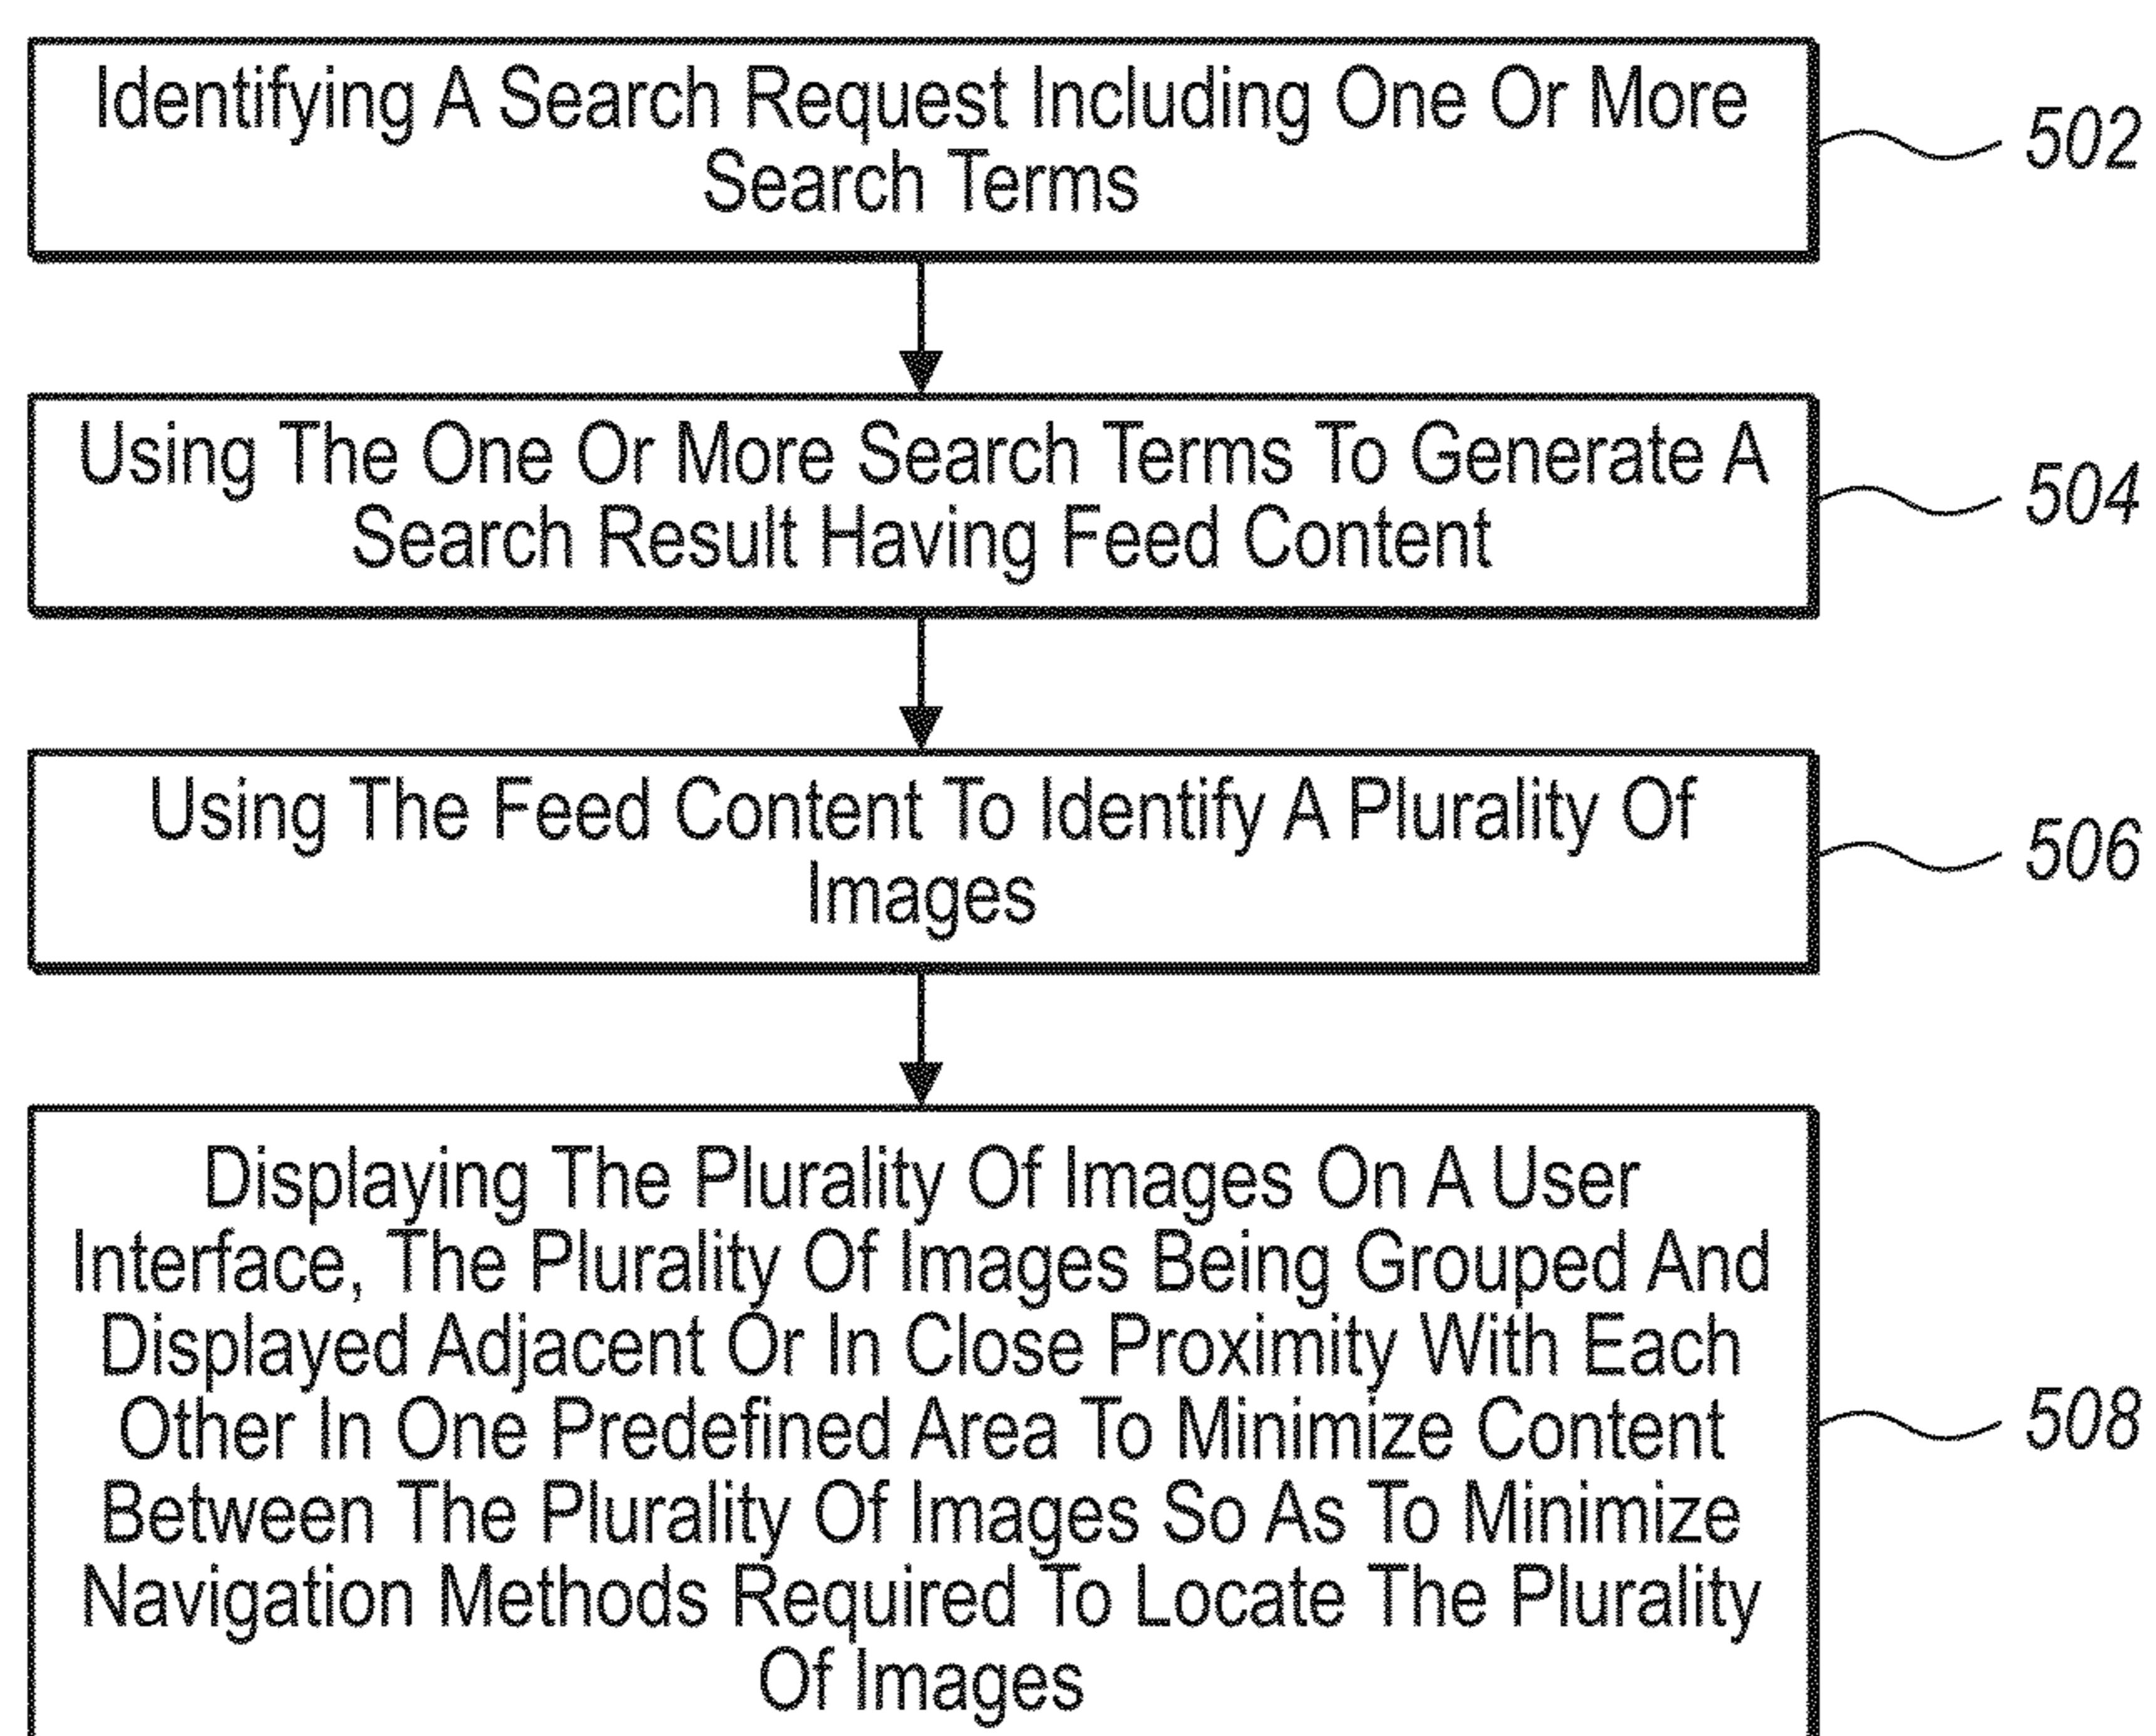 Identifying A Search Request Including One Or More
Search Terms
502
Using The One Or More Search Terms To Generate A
Search Result Having Feed Content
504
Using The Feed Content To Identify A Plurality Of
Images
506
Displaying The Plurality Of Images On A User
Interface, The Plurality Of Images Being Grouped And
Displayed Adjacent Or In Close Proximity With Each
Other In One Predefined Area To Minimize Content
Between The Plurality Of Images So As To Minimize
Navigation Methods Required To Locate The Plurality
Of Images
508